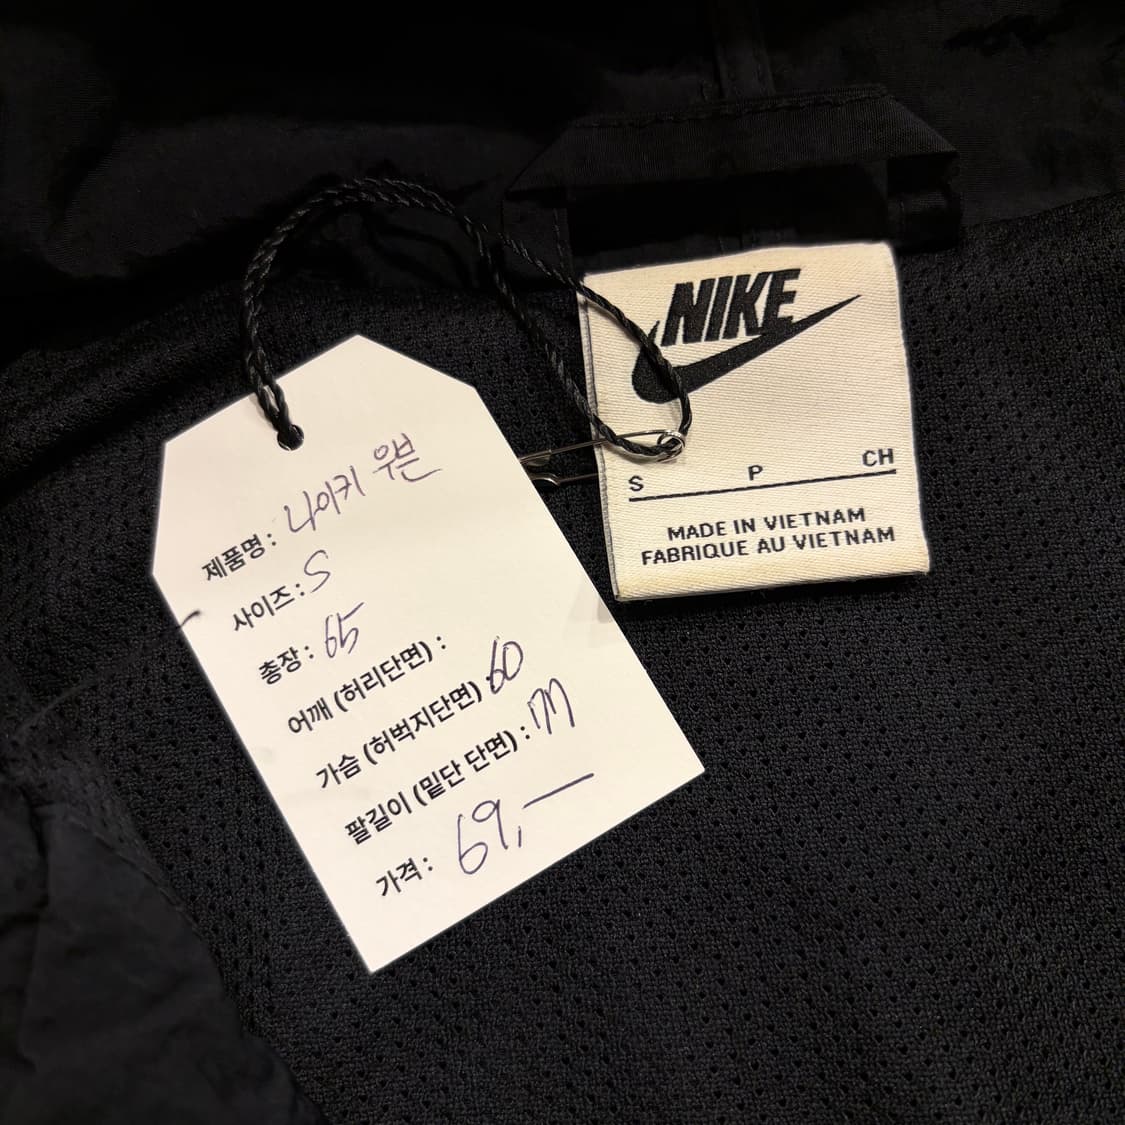 제품명 : 나이키 우븐
사이즈 : S
총장 : 65
어깨 (허리단면) :
가슴 (허벅지단면) 60
팔길이 (밑단 단면) :
가격 : 69,—
NIKE
S P CH
MADE IN VIETNAM
FABRIQUE AU VIETNAM